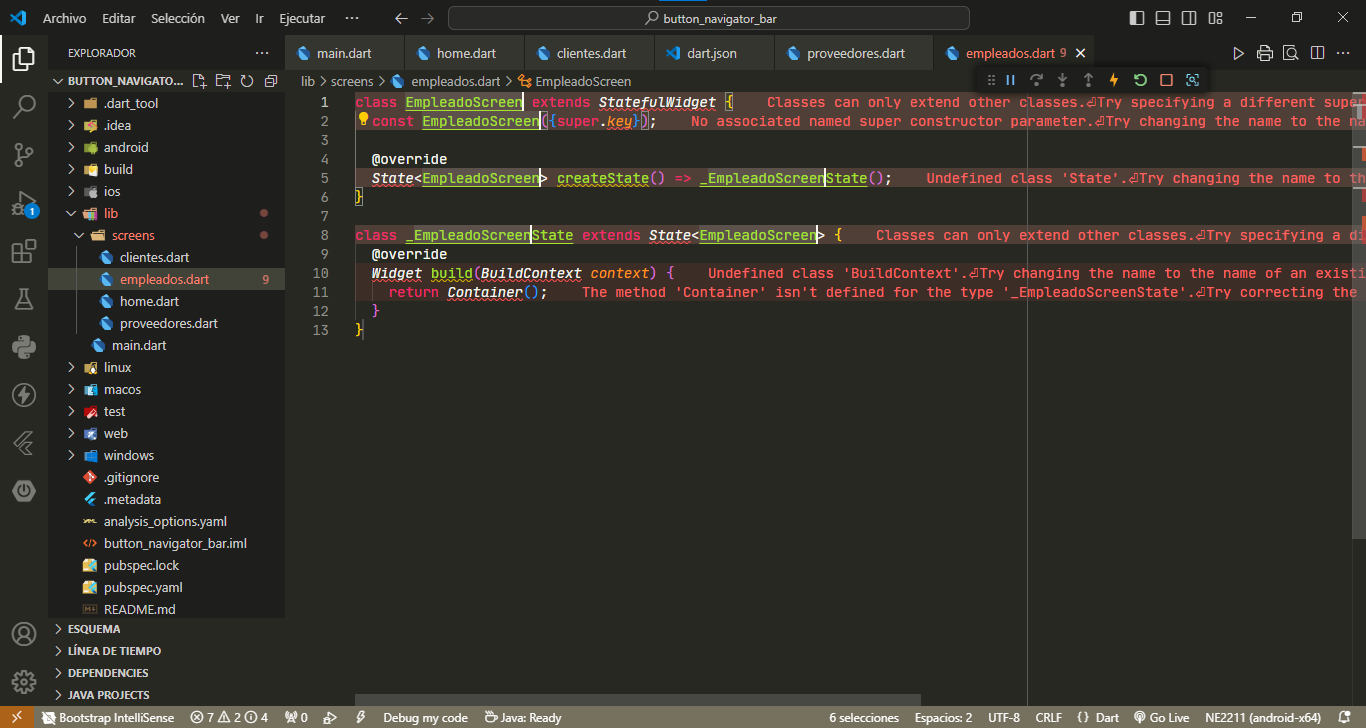 Archivo Editar Selección Ver Ir Ejecutar ··· button_navigator_bar
EXPLORADOR ···
main.dart home.dart clientes.dart dart.json proveedores.dart empleados.dart 9
BUTTON_NAVIGAT...
lib > screens > empleados.dart > EmpleadoScreen
.dart_tool
.idea
android
build
ios
lib
screens
clientes.dart
empleados.dart 9
home.dart
proveedores.dart
main.dart
linux
macos
test
web
windows
.gitignore
.metadata
analysis_options.yaml
button_navigator_bar.iml
pubspec.lock
pubspec.yaml
README.md
ESQUEMA
LÍNEA DE TIEMPO
DEPENDENCIES
JAVA PROJECTS
1
1 class EmpleadoScreen extends StatefulWidget { Classes can only extend other classes.⏎Try specifying a different super
2 const EmpleadoScreen({super.key}); No associated named super constructor parameter.⏎Try changing the name to the na
3
4 @override
5 State<EmpleadoScreen> createState() => _EmpleadoScreenState(); Undefined class 'State'.⏎Try changing the name to th
6 }
7
8 class _EmpleadoScreenState extends State<EmpleadoScreen> { Classes can only extend other classes.⏎Try specifying a di
9 @override
10 Widget build(BuildContext context) { Undefined class 'BuildContext'.⏎Try changing the name to the name of an existi
11 return Container(); The method 'Container' isn't defined for the type '_EmpleadoScreenState'.⏎Try correcting the
12 }
13 }
Bootstrap IntelliSense 7 2 4 0 Debug my code Java: Ready 6 selecciones Espacios: 2 UTF-8 CRLF {} Dart Go Live NE2211 (android-x64)